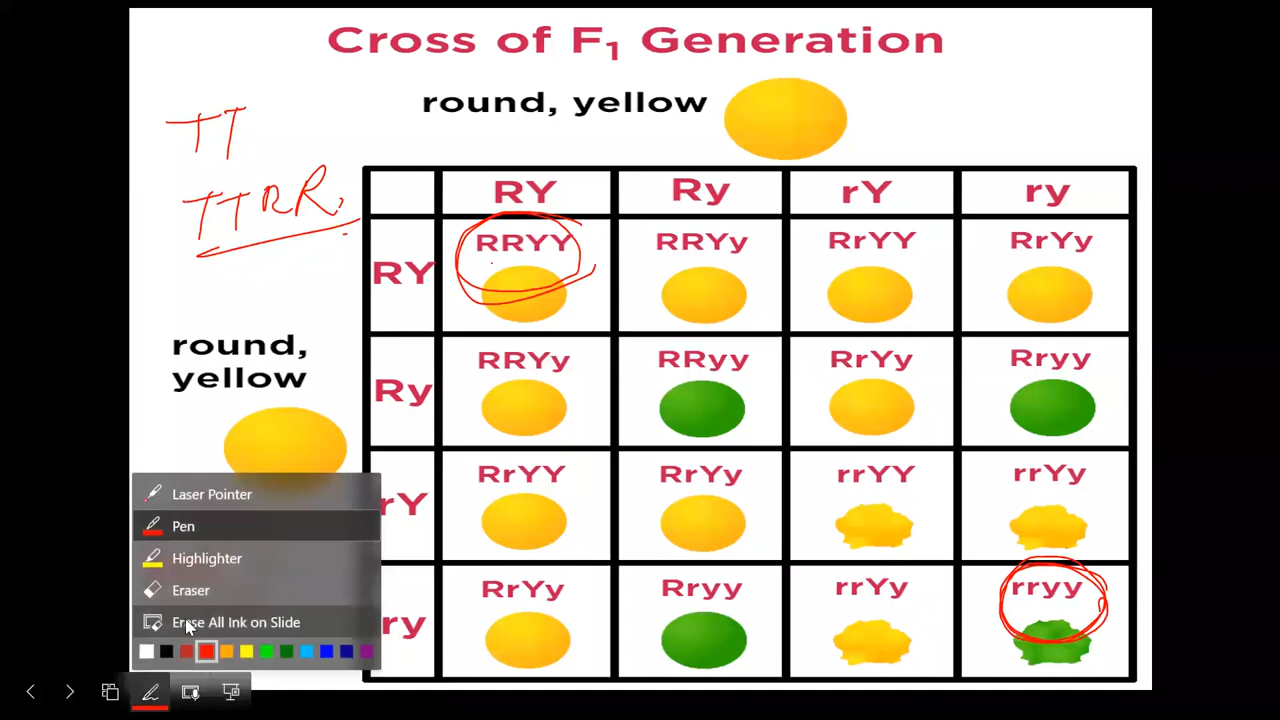 Cross of F1 Generation
round, yellow
TT
TTRR,
RY Ry rY ry
RY RRYY RRYy RrYY RrYy
round,
yellow
Ry RRYy RRyy RrYy Rryy
rY RrYY RrYy rrYY rrYy
ry RrYy Rryy rrYy rryy
Laser Pointer
Pen
Highlighter
Eraser
Erase All Ink on Slide